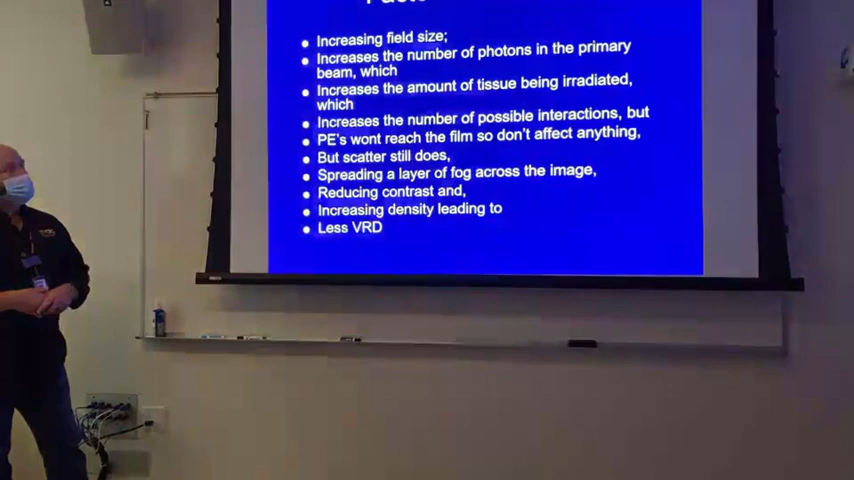 Increasing field size;
Increases the number of photons in the primary
beam, which
Increases the amount of tissue being irradiated,
which
Increases the number of possible interactions, but
PE's wont reach the film so don't affect anything,
But scatter still does,
Spreading a layer of fog across the image,
Reducing contrast and,
Increasing density leading to
Less VRD